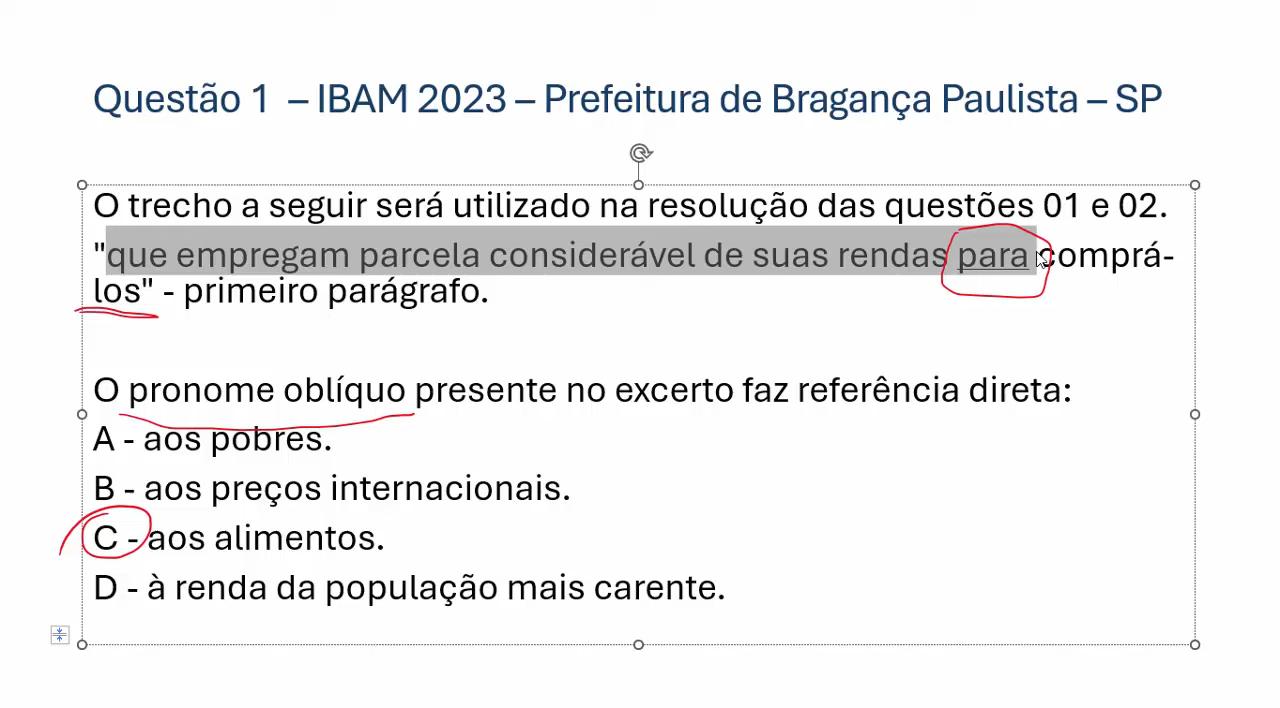 Questão 1 – IBAM 2023 – Prefeitura de Bragança Paulista – SP
O trecho a seguir será utilizado na resolução das questões 01 e 02.
"que empregam parcela considerável de suas rendas para comprá-
los" - primeiro parágrafo.
O pronome oblíquo presente no excerto faz referência direta:
A - aos pobres.
B - aos preços internacionais.
C - aos alimentos.
D - à renda da população mais carente.